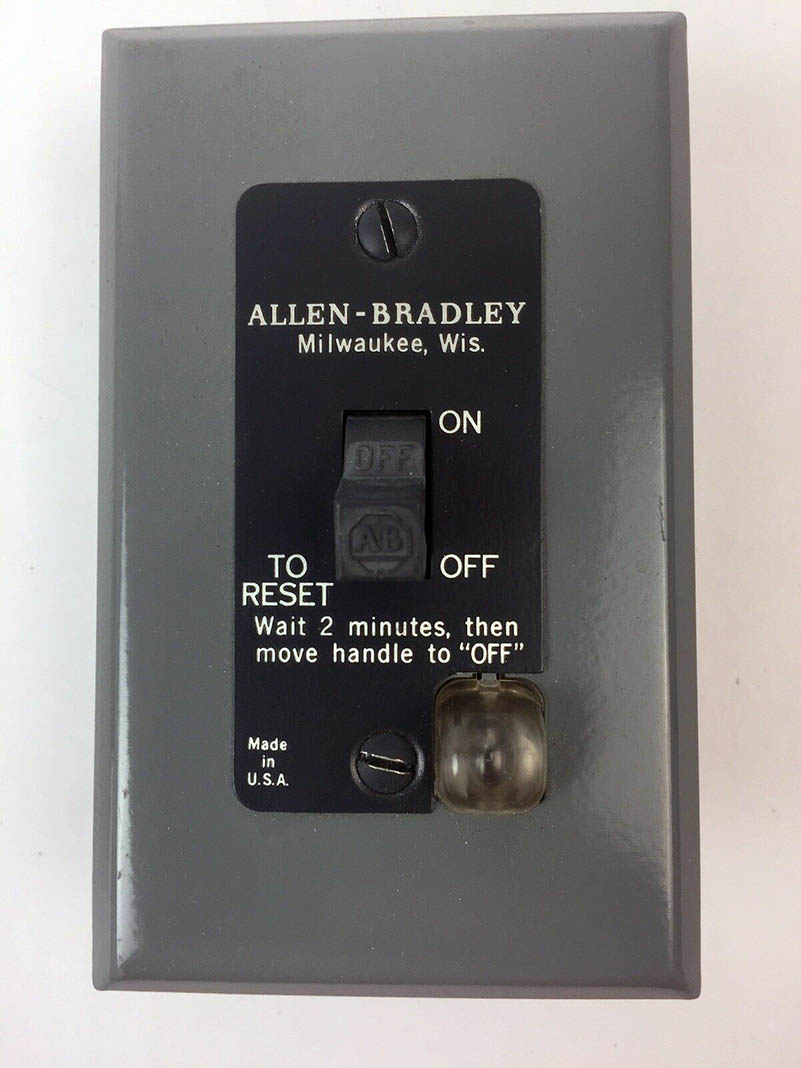 ALLEN-BRADLEY
Milwaukee, Wis.
ON
OFF
AB
TO
RESET
OFF
Wait 2 minutes, then
move handle to “OFF”
Made
in
U.S.A.